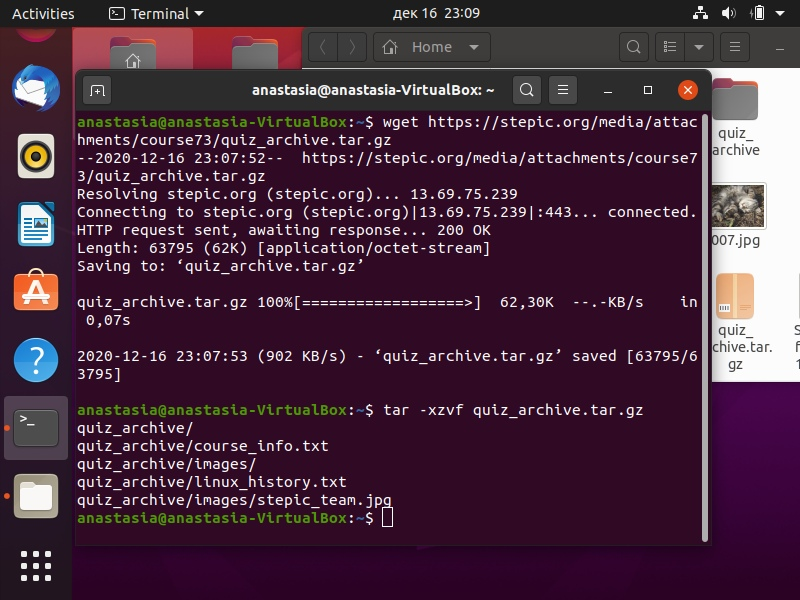 Activities
Terminal
дек 16 23:09
Home
anastasia@anastasia-VirtualBox: ~
anastasia@anastasia-VirtualBox:~$ wget https://stepic.org/media/attac
hments/course73/quiz_archive.tar.gz
--2020-12-16 23:07:52--  https://stepic.org/media/attachments/course7
3/quiz_archive.tar.gz
Resolving stepic.org (stepic.org)... 13.69.75.239
Connecting to stepic.org (stepic.org)|13.69.75.239|:443... connected.
HTTP request sent, awaiting response... 200 OK
Length: 63795 (62K) [application/octet-stream]
Saving to: ‘quiz_archive.tar.gz’
quiz_archive.tar.gz 100%[==================>]  62,30K  --.-KB/s    in
 0,07s
2020-12-16 23:07:53 (902 KB/s) - ‘quiz_archive.tar.gz’ saved [63795/6
3795]
anastasia@anastasia-VirtualBox:~$ tar -xzvf quiz_archive.tar.gz
quiz_archive/
quiz_archive/course_info.txt
quiz_archive/images/
quiz_archive/linux_history.txt
quiz_archive/images/stepic_team.jpg
anastasia@anastasia-VirtualBox:~$
quiz_
archive
007.jpg
quiz_
chive.tar.
gz